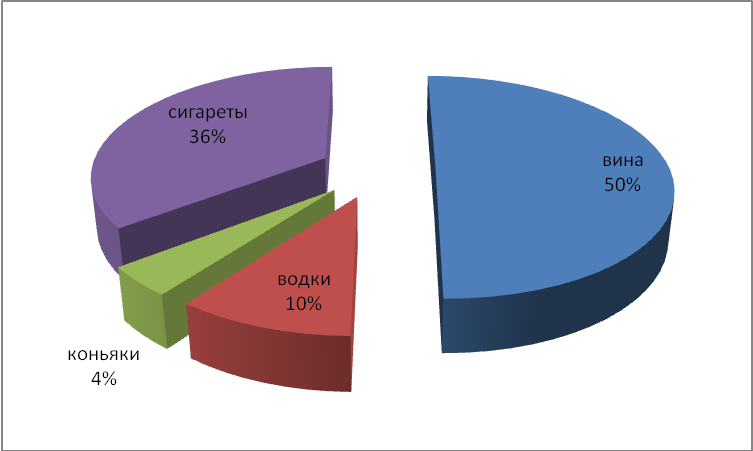 сигареты
36%
вина
50%
водки
10%
коньяки
4%